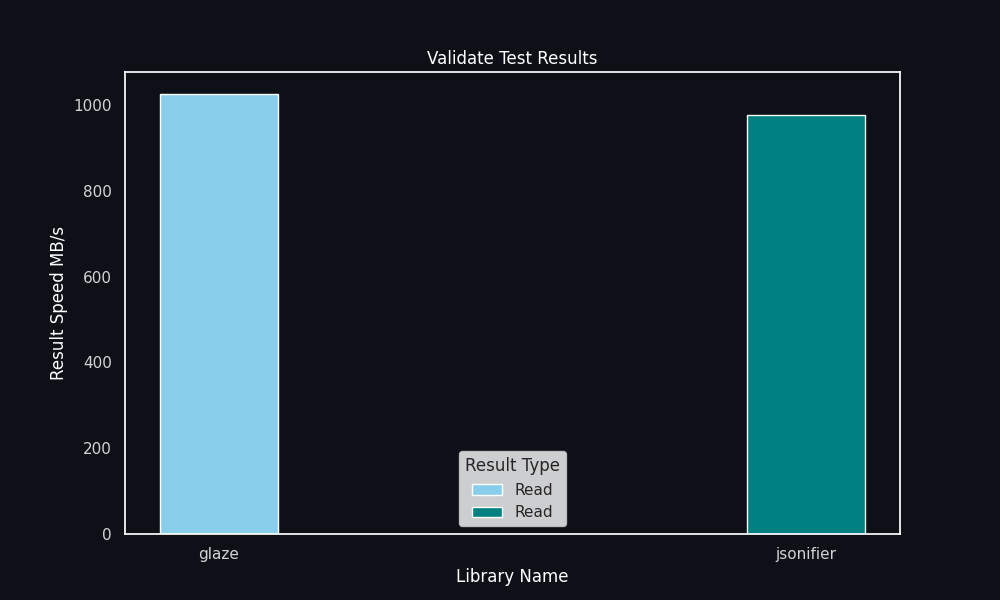 Validate Test Results
Result Speed MB/s
1000
800
600
400
200
0
Result Type
Read
Read
glaze
jsonifier
Library Name